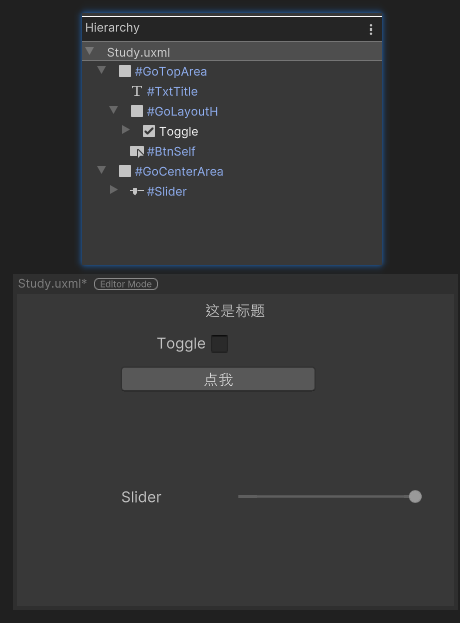 Hierarchy
Study.uxml
#GoTopArea
#TxtTitle
#GoLayoutH
Toggle
#BtnSelf
#GoCenterArea
#Slider
Study.uxml* Editor Mode
这是标题
Toggle
点我
Slider